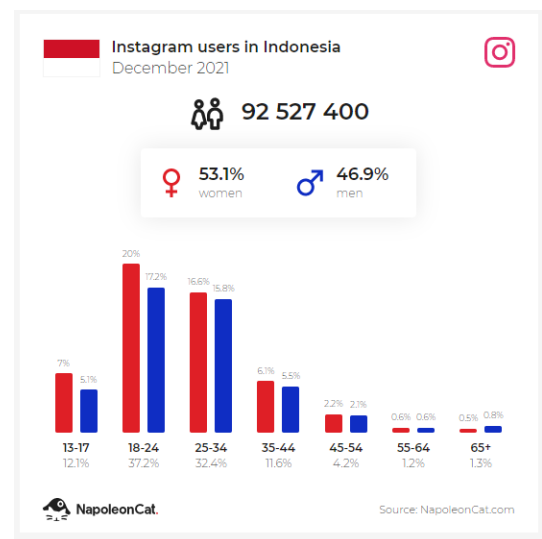 Instagram users in Indonesia
December 2021
92 527 400
53.1% 46.9%
women men
20%
17.2%
16.6%
15.8%
7%
5.1%
6.1%
5.5%
2.2% 2.1%
0.6% 0.6%
0.5% 0.8%
13-17 18-24 25-34 35-44 45-54 55-64 65+
12.1% 37.2% 32.4% 11.6% 4.2% 1.2% 1.3%
NapoleonCat. Source: NapoleonCat.com